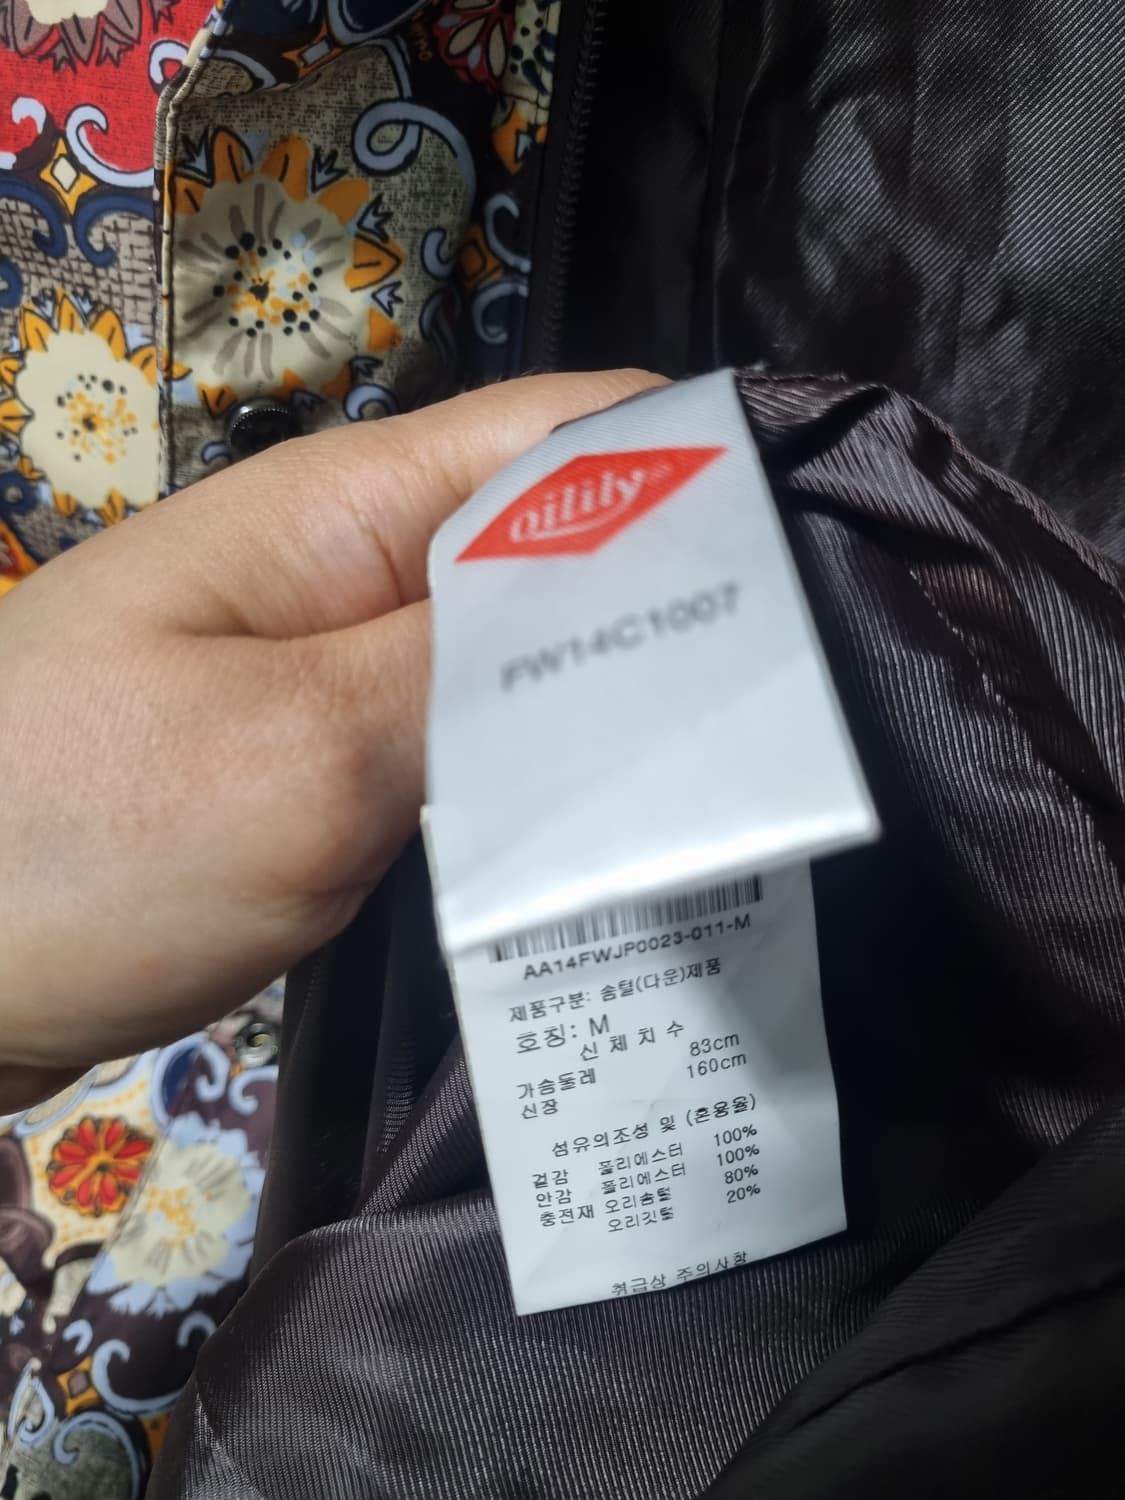 oilily®
FW14C1007
AA14FWJP0023-011-M
제품구분: 솜털(다운)제품
호칭: M
신 체 치 수
가슴둘레 83cm
신장 160cm
섬유의조성 및 (혼용율)
겉감 폴리에스터 100%
안감 폴리에스터 100%
충전재 오리솜털 80%
오리깃털 20%
취급상 주의사항